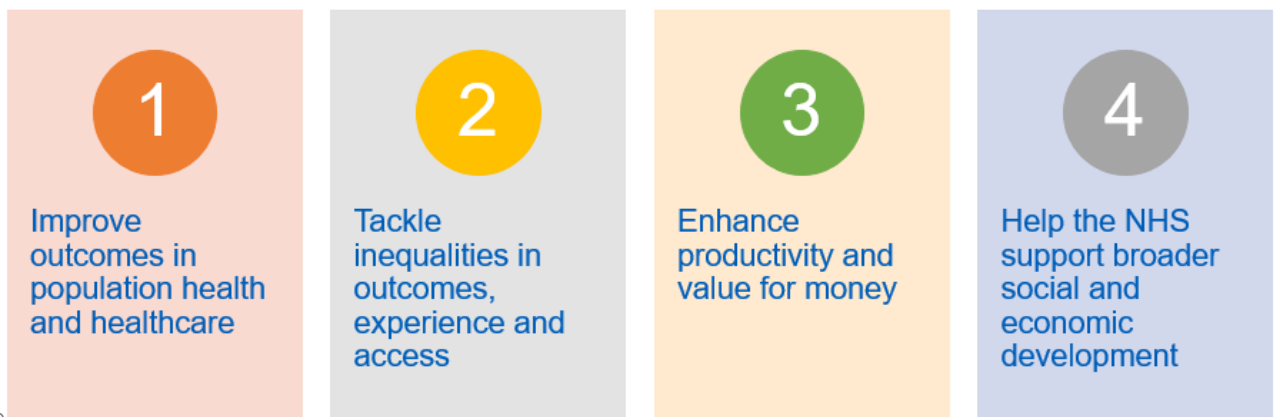 1
Improve
outcomes in
population health
and healthcare
2
Tackle
inequalities in
outcomes,
experience and
access
3
Enhance
productivity and
value for money
4
Help the NHS
support broader
social and
economic
development